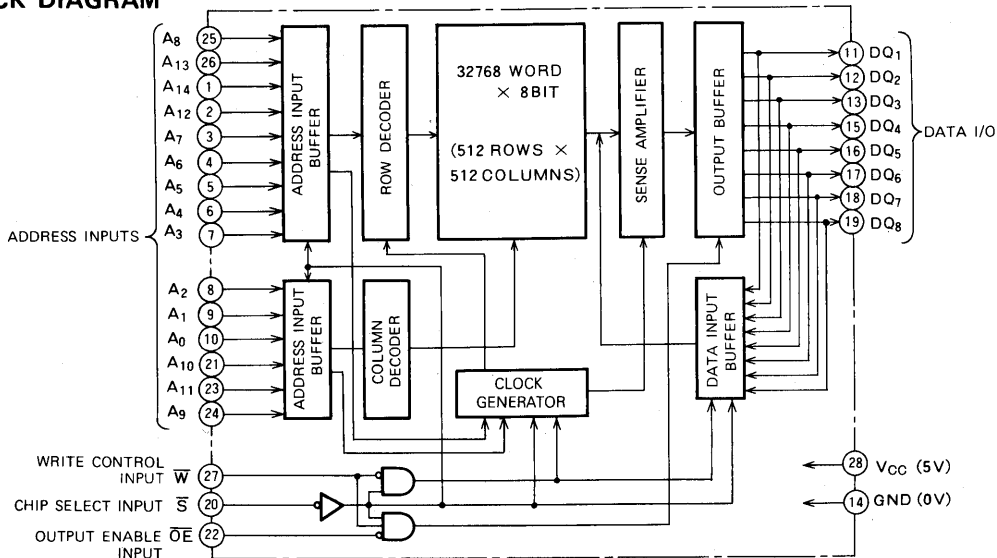 CK DIAGRAM
A8 25
A13 26
A14 1
A12 2
A7 3
A6 4
A5 5
A4 6
A3 7
ADDRESS INPUTS
A2 8
A1 9
A0 10
A10 21
A11 23
A9 24
WRITE CONTROL
INPUT W̅ 27
CHIP SELECT INPUT S̅ 20
OUTPUT ENABLE O̅E̅ 22
INPUT
ADDRESS INPUT
BUFFER
ROW DECODER
32768 WORD
× 8BIT
(512 ROWS ×
512 COLUMNS)
SENSE AMPLIFIER
OUTPUT BUFFER
ADDRESS INPUT
BUFFER
COLUMN
DECODER
CLOCK
GENERATOR
DATA INPUT
BUFFER
11 DQ1
12 DQ2
13 DQ3
15 DQ4
16 DQ5
17 DQ6
18 DQ7
19 DQ8
DATA I/O
28 VCC (5V)
14 GND (0V)